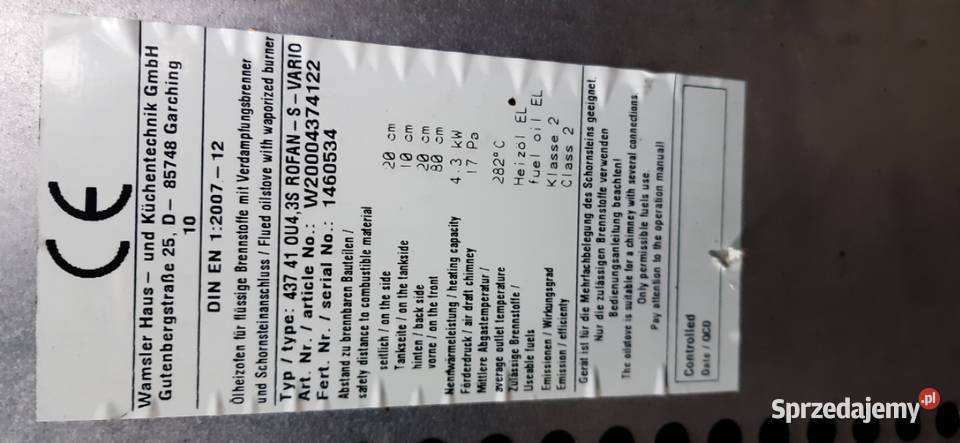 CE
Wamsler Haus – und Küchentechnik GmbH
Gutenbergstraße 25, D – 85748 Garching
10
DIN EN 1:2007.–12
Ölheizofen für flüssige Brennstoffe mit Verdampfungsbrenner
und Schornsteinanschluss / Flued oilstove with waporized burner
Typ / type: 437 41 OU4,3S ROFAN–S–VARIO
Art. Nr. / article No.: W20004374122
Fert. Nr. / serial No.: 1460534
Abstand zu brennbaren Bauteilen /
safety distance to combustible material
seitlich / on the side 20 cm
Tankseite / on the tankside 10 cm
hinten / back side 20 cm
vorne / on the front 80 cm
Nennwärmeleistung / heating capacity 4.3 kW
Förderdruck / air draft chimney 17 Pa
Mittlere Abgastemperatur /
average outlet temperature 282°C
zulässige Brennstoffe / Heizöl EL
Useable fuels fuel oil EL
Emissionen / Wirkungsgrad Klasse 2
Emission / efficienty Class 2
Gerät ist für die Mehrfachbelegung des Schornsteins geeignet.
Nur die zulässigen Brennstoffe verwenden
Bedienungsanleitung beachten!
The oilstove is suitable for a chimney with several connections.
Only permissible fuels use.
Pay attention to the operation manual!
Controlled
Date / QCD
Sprzedajemy.pl